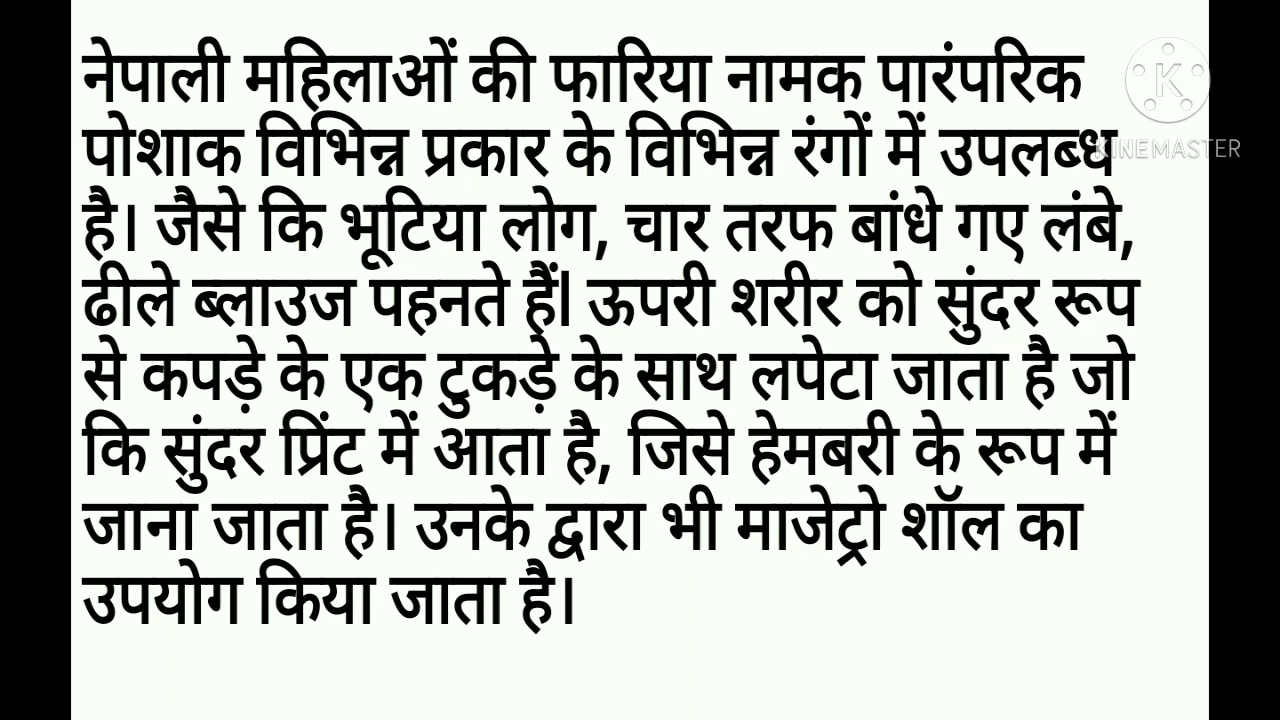 नेपाली महिलाओं की फारिया नामक पारंपरिक
पोशाक विभिन्न प्रकार के विभिन्न रंगों में उपलब्ध
है। जैसे कि भूटिया लोग, चार तरफ बांधे गए लंबे,
ढीले ब्लाउज पहनते हैं| ऊपरी शरीर को सुंदर रूप
से कपड़े के एक टुकड़े के साथ लपेटा जाता है जो
कि सुंदर प्रिंट में आता है, जिसे हेमबरी के रूप में
जाना जाता है। उनके द्वारा भी माजेट्रो शॉल का
उपयोग किया जाता है।
K
KINEMASTER